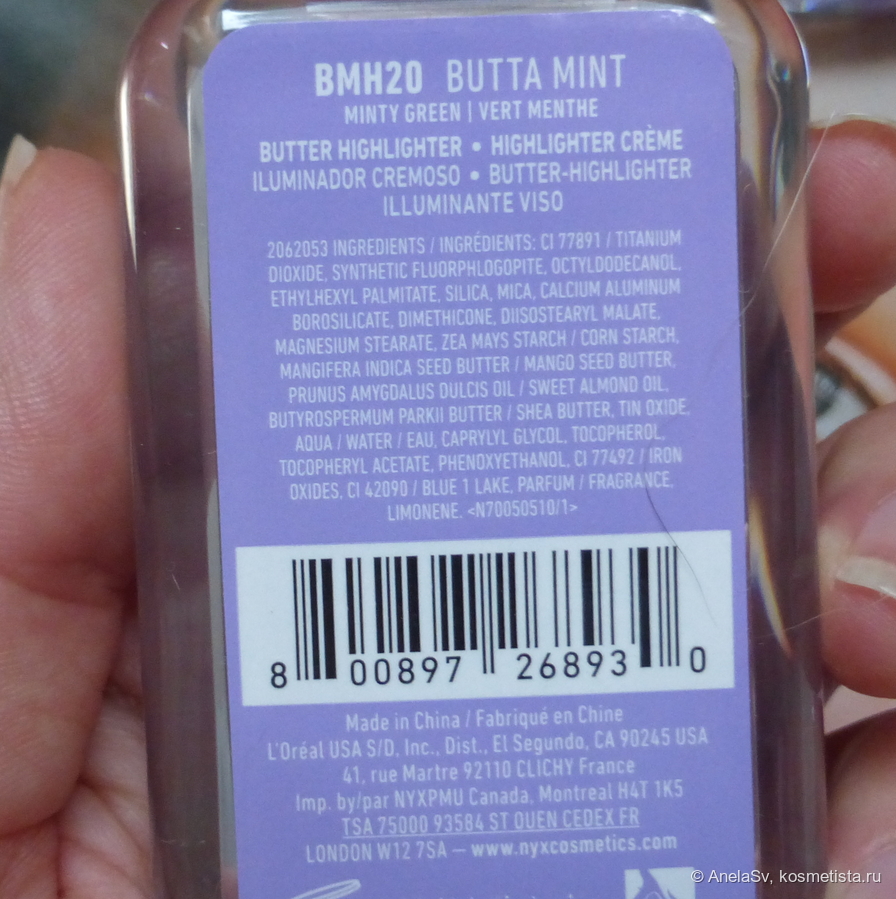 BMH20 BUTTA MINT
MINTY GREEN | VERT MENTHE
BUTTER HIGHLIGHTER • HIGHLIGHTER CRÈME
ILUMINADOR CREMOSO • BUTTER-HIGHLIGHTER
ILLUMINANTE VISO
2062053 INGREDIENTS / INGRÉDIENTS: CI 77891 / TITANIUM
DIOXIDE, SYNTHETIC FLUORPHLOGOPITE, OCTYLDODECANOL,
ETHYLHEXYL PALMITATE, SILICA, MICA, CALCIUM ALUMINUM
BOROSILICATE, DIMETHICONE, DIISOSTEARYL MALATE,
MAGNESIUM STEARATE, ZEA MAYS STARCH / CORN STARCH,
MANGIFERA INDICA SEED BUTTER / MANGO SEED BUTTER,
PRUNUS AMYGDALUS DULCIS OIL / SWEET ALMOND OIL,
BUTYROSPERMUM PARKII BUTTER / SHEA BUTTER, TIN OXIDE,
AQUA / WATER / EAU, CAPRYLYL GLYCOL, TOCOPHEROL,
TOCOPHERYL ACETATE, PHENOXYETHANOL, CI 77492 / IRON
OXIDES, CI 42090 / BLUE 1 LAKE, PARFUM / FRAGRANCE,
LIMONENE. <N70050510/1>
8 00897 26893 0
Made in China / Fabriqué en Chine
L'Oréal USA S/D, Inc., Dist., El Segundo, CA 90245 USA
41, rue Martre 92110 CLICHY France
Imp. by/par NYXPMU Canada, Montreal H4T 1K5
TSA 75000 93584 ST OUEN CEDEX FR
LONDON W12 7SA — www.nyxcosmetics.com
© AnelaSv, kosmetista.ru